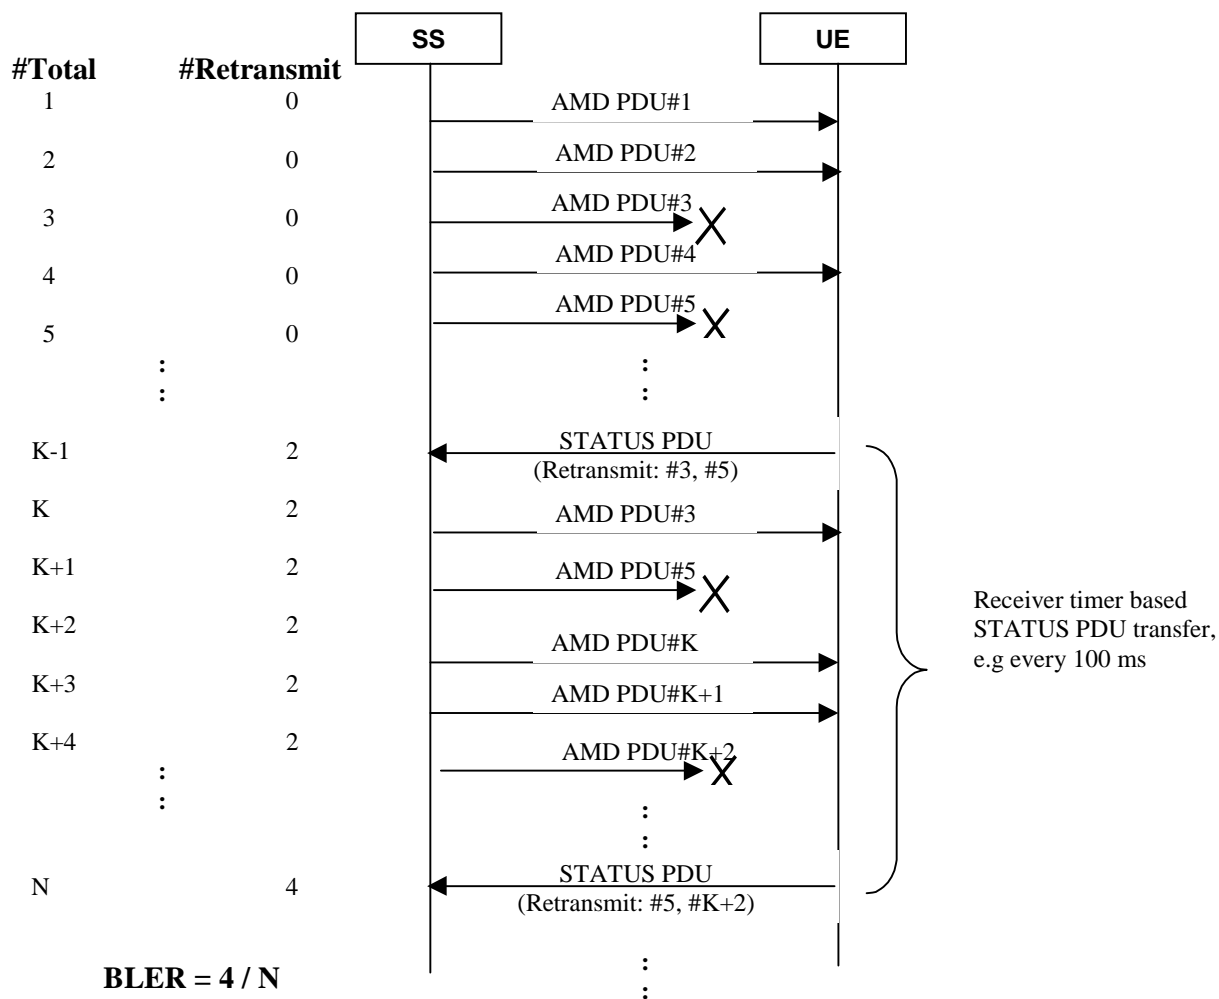 SS UE
#Total #Retransmit
1 0 AMD PDU#1
2 0 AMD PDU#2
3 0 AMD PDU#3
4 0 AMD PDU#4
5 0 AMD PDU#5
: :
: :
K-1 2 STATUS PDU
(Retransmit: #3, #5)
K 2 AMD PDU#3
K+1 2 AMD PDU#5
K+2 2 AMD PDU#K
K+3 2 AMD PDU#K+1
K+4 2 AMD PDU#K+2
: :
: :
Receiver timer based
STATUS PDU transfer,
e.g every 100 ms
N 4 STATUS PDU
(Retransmit: #5, #K+2)
BLER = 4 / N
:
: